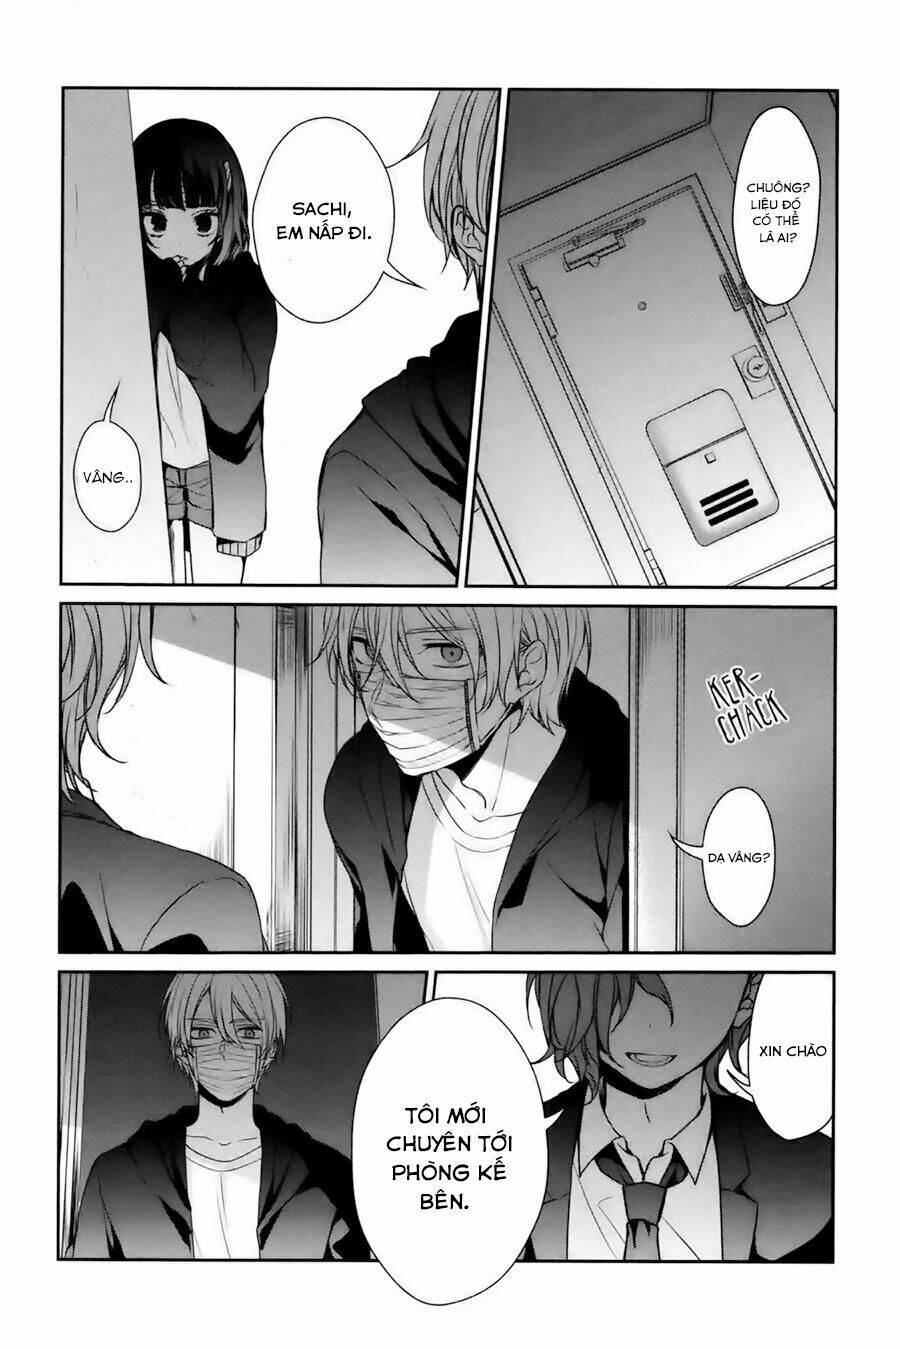 CHUÔNG?
LIỆU ĐÓ
CÓ THỂ
LÀ AI?
SACHI,
EM NẤP ĐI.
VÂNG..
KER-
CHACK
DẠ VÂNG?
XIN CHÀO
TÔI MỚI
CHUYỂN TỚI
PHÒNG KẾ
BÊN.